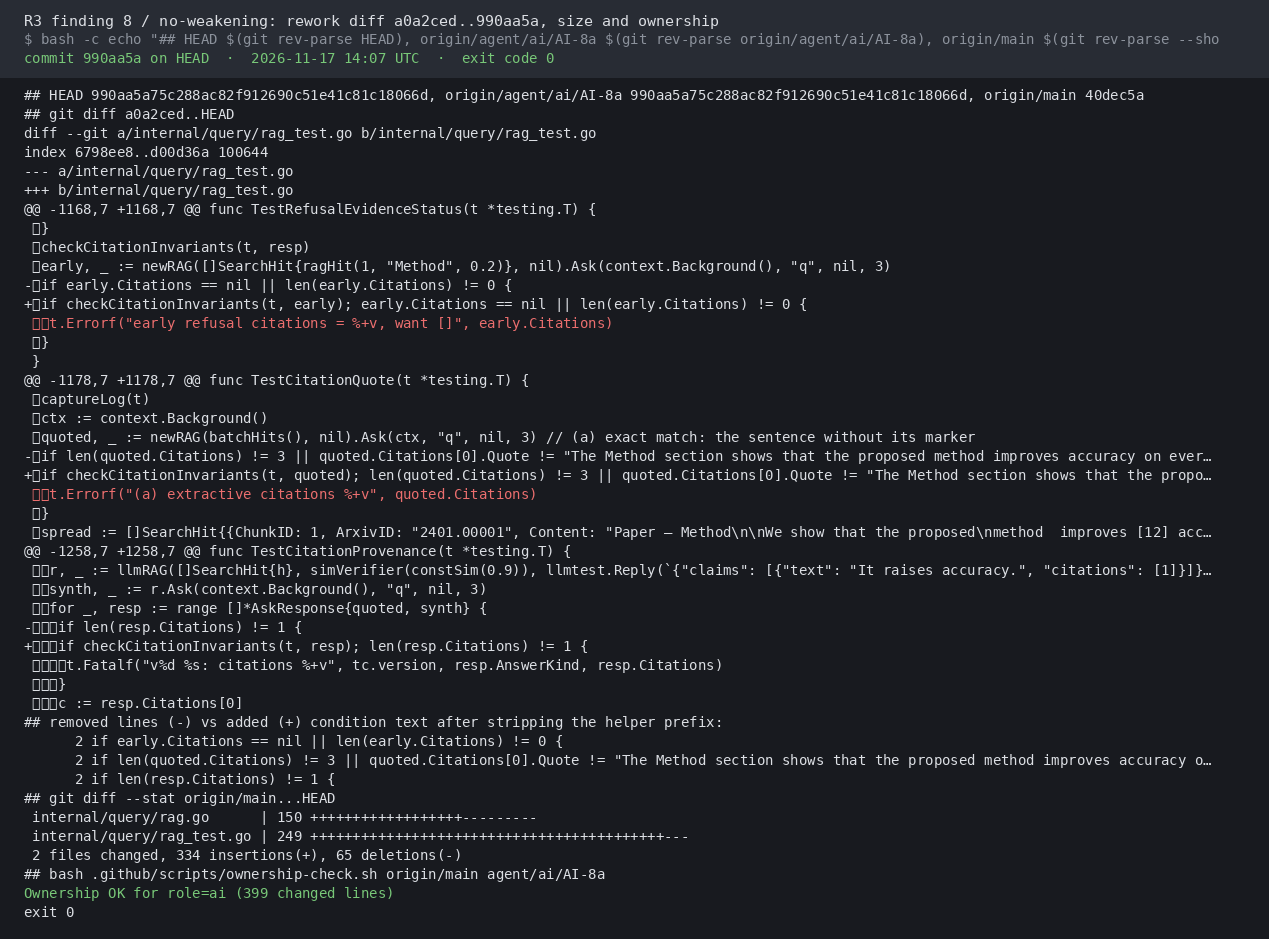 R3 finding 8 / no-weakening: rework diff a0a2ced..990aa5a, size and ownership
$ bash -c echo "## HEAD $(git rev-parse HEAD), origin/agent/ai/AI-8a $(git rev-parse origin/agent/ai/AI-8a), origin/main $(git rev-parse --sho
commit 990aa5a on HEAD · 2026-11-17 14:07 UTC · exit code 0
## HEAD 990aa5a75c288ac82f912690c51e41c81c18066d, origin/agent/ai/AI-8a 990aa5a75c288ac82f912690c51e41c81c18066d, origin/main 40dec5a
## git diff a0a2ced..HEAD
diff --git a/internal/query/rag_test.go b/internal/query/rag_test.go
index 6798ee8..d00d36a 100644
--- a/internal/query/rag_test.go
+++ b/internal/query/rag_test.go
@@ -1168,7 +1168,7 @@ func TestRefusalEvidenceStatus(t *testing.T) {
}
checkCitationInvariants(t, resp)
early, _ := newRAG([]SearchHit{ragHit(1, "Method", 0.2)}, nil).Ask(context.Background(), "q", nil, 3)
-if early.Citations == nil || len(early.Citations) != 0 {
+if checkCitationInvariants(t, early); early.Citations == nil || len(early.Citations) != 0 {
t.Errorf("early refusal citations = %+v, want []", early.Citations)
}
}
@@ -1178,7 +1178,7 @@ func TestCitationQuote(t *testing.T) {
captureLog(t)
ctx := context.Background()
quoted, _ := newRAG(batchHits(), nil).Ask(ctx, "q", nil, 3) // (a) exact match: the sentence without its marker
-if len(quoted.Citations) != 3 || quoted.Citations[0].Quote != "The Method section shows that the proposed method improves accuracy on ever…
+if checkCitationInvariants(t, quoted); len(quoted.Citations) != 3 || quoted.Citations[0].Quote != "The Method section shows that the propo…
t.Errorf("(a) extractive citations %+v", quoted.Citations)
}
spread := []SearchHit{{ChunkID: 1, ArxivID: "2401.00001", Content: "Paper — Method\n\nWe show that the proposed\nmethod  improves [12] acc…
@@ -1258,7 +1258,7 @@ func TestCitationProvenance(t *testing.T) {
r, _ := llmRAG([]SearchHit{h}, simVerifier(constSim(0.9)), llmtest.Reply(`{"claims": [{"text": "It raises accuracy.", "citations": [1]}]}…
synth, _ := r.Ask(context.Background(), "q", nil, 3)
for _, resp := range []*AskResponse{quoted, synth} {
-if len(resp.Citations) != 1 {
+if checkCitationInvariants(t, resp); len(resp.Citations) != 1 {
t.Fatalf("v%d %s: citations %+v", tc.version, resp.AnswerKind, resp.Citations)
}
c := resp.Citations[0]
## removed lines (-) vs added (+) condition text after stripping the helper prefix:
2 if early.Citations == nil || len(early.Citations) != 0 {
2 if len(quoted.Citations) != 3 || quoted.Citations[0].Quote != "The Method section shows that the proposed method improves accuracy o…
2 if len(resp.Citations) != 1 {
## git diff --stat origin/main...HEAD
internal/query/rag.go      | 150 ++++++++++++++++++---------
internal/query/rag_test.go | 249 ++++++++++++++++++++++++++++++++++++++++++---
2 files changed, 334 insertions(+), 65 deletions(-)
## bash .github/scripts/ownership-check.sh origin/main agent/ai/AI-8a
Ownership OK for role=ai (399 changed lines)
exit 0